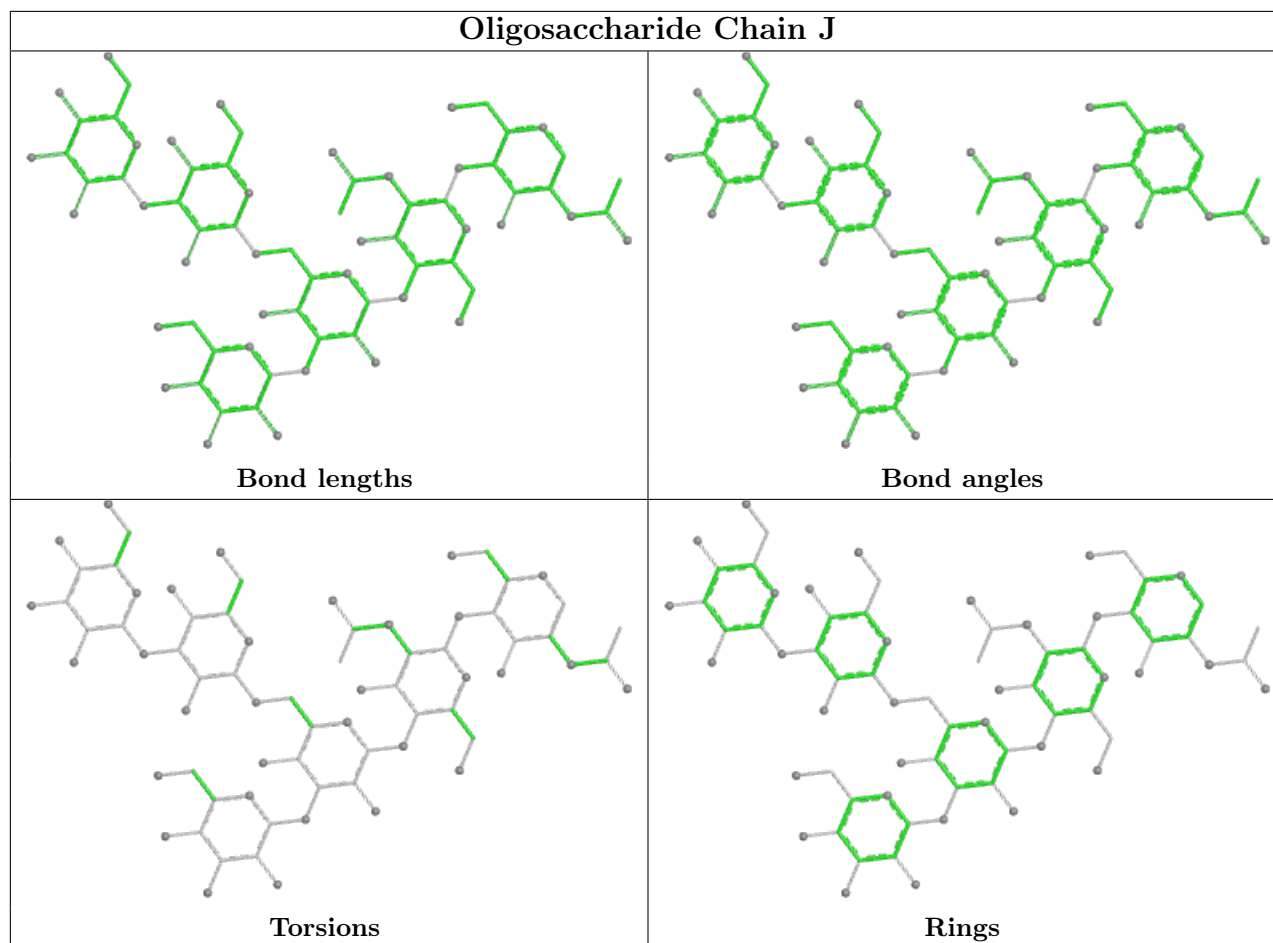 Oligosaccharide Chain J
Bond lengths
Bond angles
Torsions
Rings